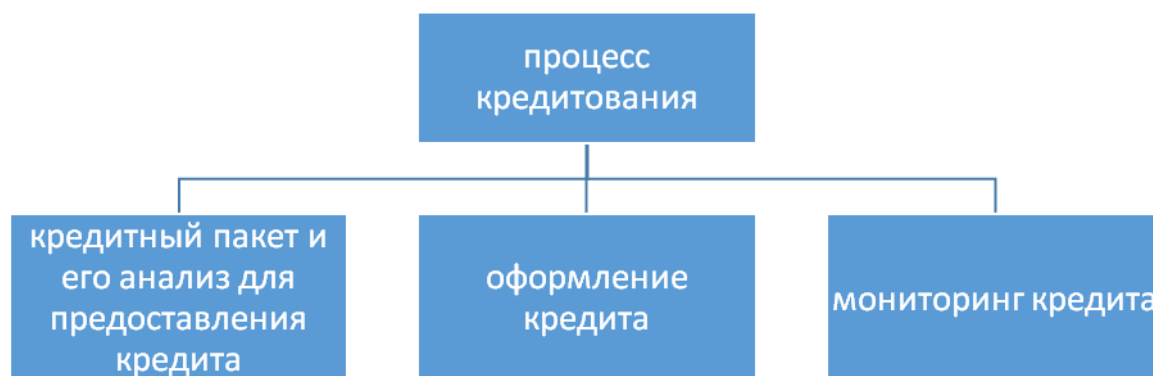 процесс
кредитования
кредитный пакет и
его анализ для
предоставления
кредита
оформление
кредита
мониторинг кредита